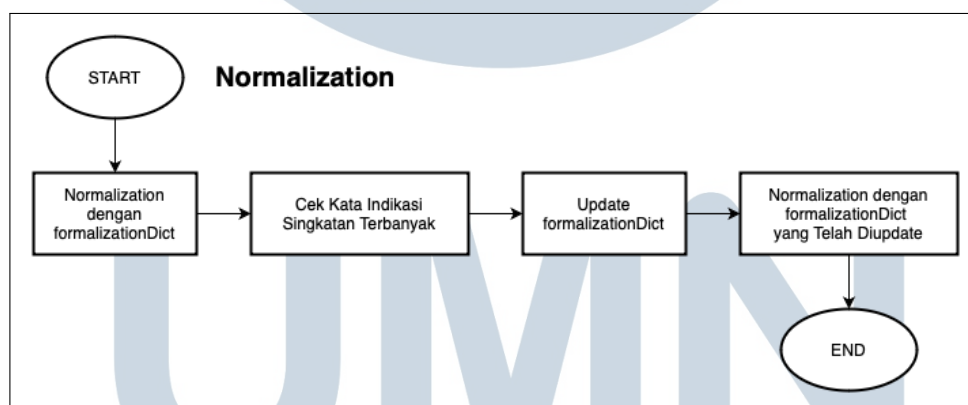 START
Normalization
Normalization
dengan
formalizationDict
Cek Kata Indikasi
Singkatan Terbanyak
Update
formalizationDict
Normalization dengan
formalizationDict
yang Telah Diupdate
END
UMN